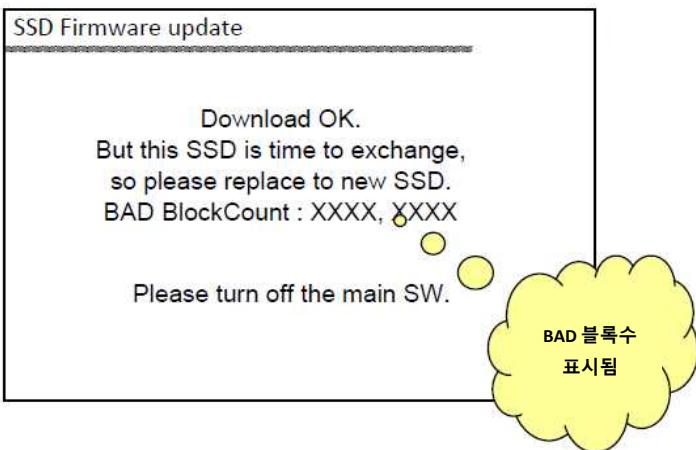 SSD Firmware update
Download OK.
But this SSD is time to exchange,
so please replace to new SSD.
BAD BlockCount : XXXX, XXXX
Please turn off the main SW.
BAD 블록수
표시됨